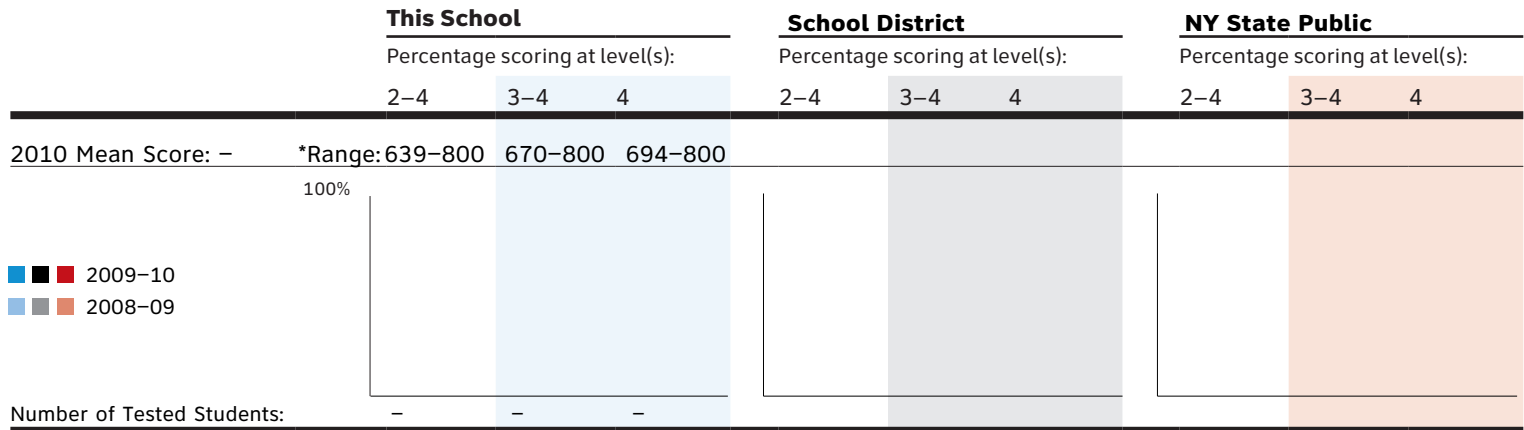 This School School District NY State Public
Percentage scoring at level(s): Percentage scoring at level(s): Percentage scoring at level(s):
2–4 3–4 4 2–4 3–4 4 2–4 3–4 4
2010 Mean Score: – *Range: 639–800 670–800 694–800
100%
2009–10
2008–09
Number of Tested Students: – – –